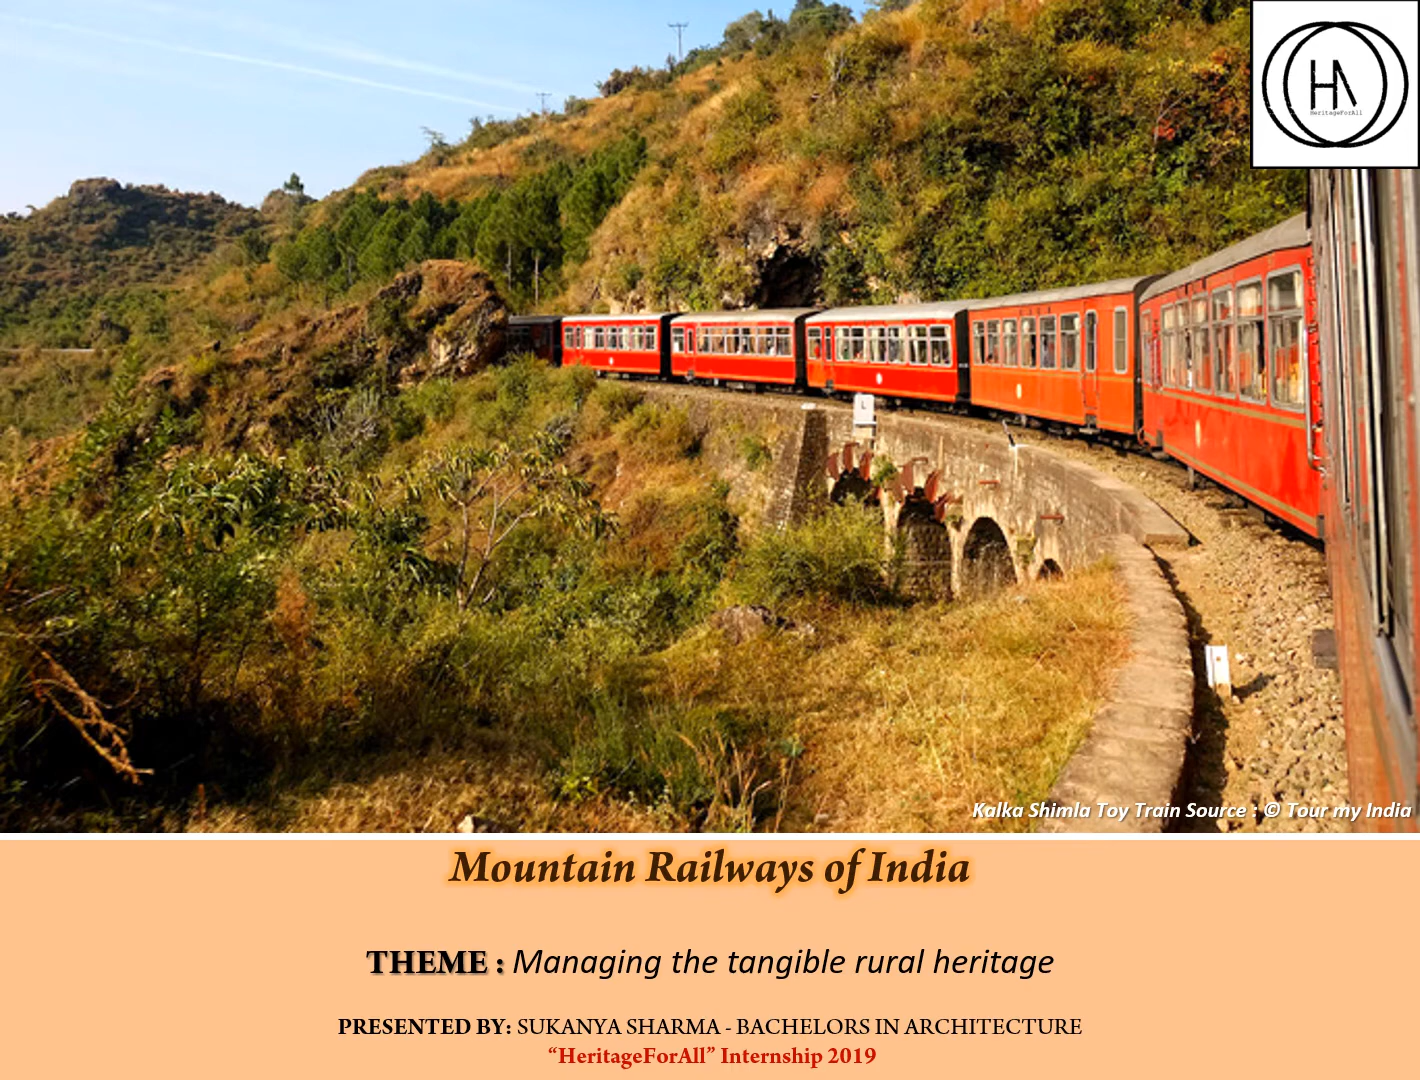 HA
HeritageForAll
L
Kalka Shimla Toy Train Source : © Tour my India
Mountain Railways of India
THEME : Managing the tangible rural heritage
PRESENTED BY: SUKANYA SHARMA - BACHELORS IN ARCHITECTURE
“HeritageForAll” Internship 2019